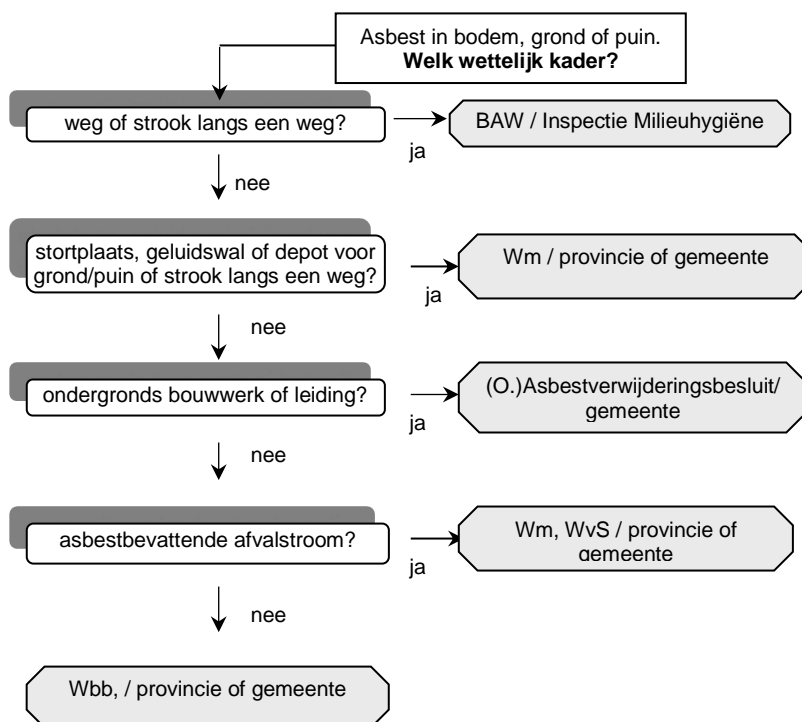 Asbest in bodem, grond of puin.
Welk wettelijk kader?
weg of strook langs een weg?
ja
BAW / Inspectie Milieuhygiëne
nee
stortplaats, geluidswal of depot voor
grond/puin of strook langs een weg?
ja
Wm / provincie of gemeente
nee
ondergronds bouwwerk of leiding?
ja
(O.)Asbestverwijderingsbesluit/
gemeente
nee
asbestbevattende afvalstroom?
ja
Wm, WvS / provincie of
gemeente
nee
Wbb, / provincie of gemeente